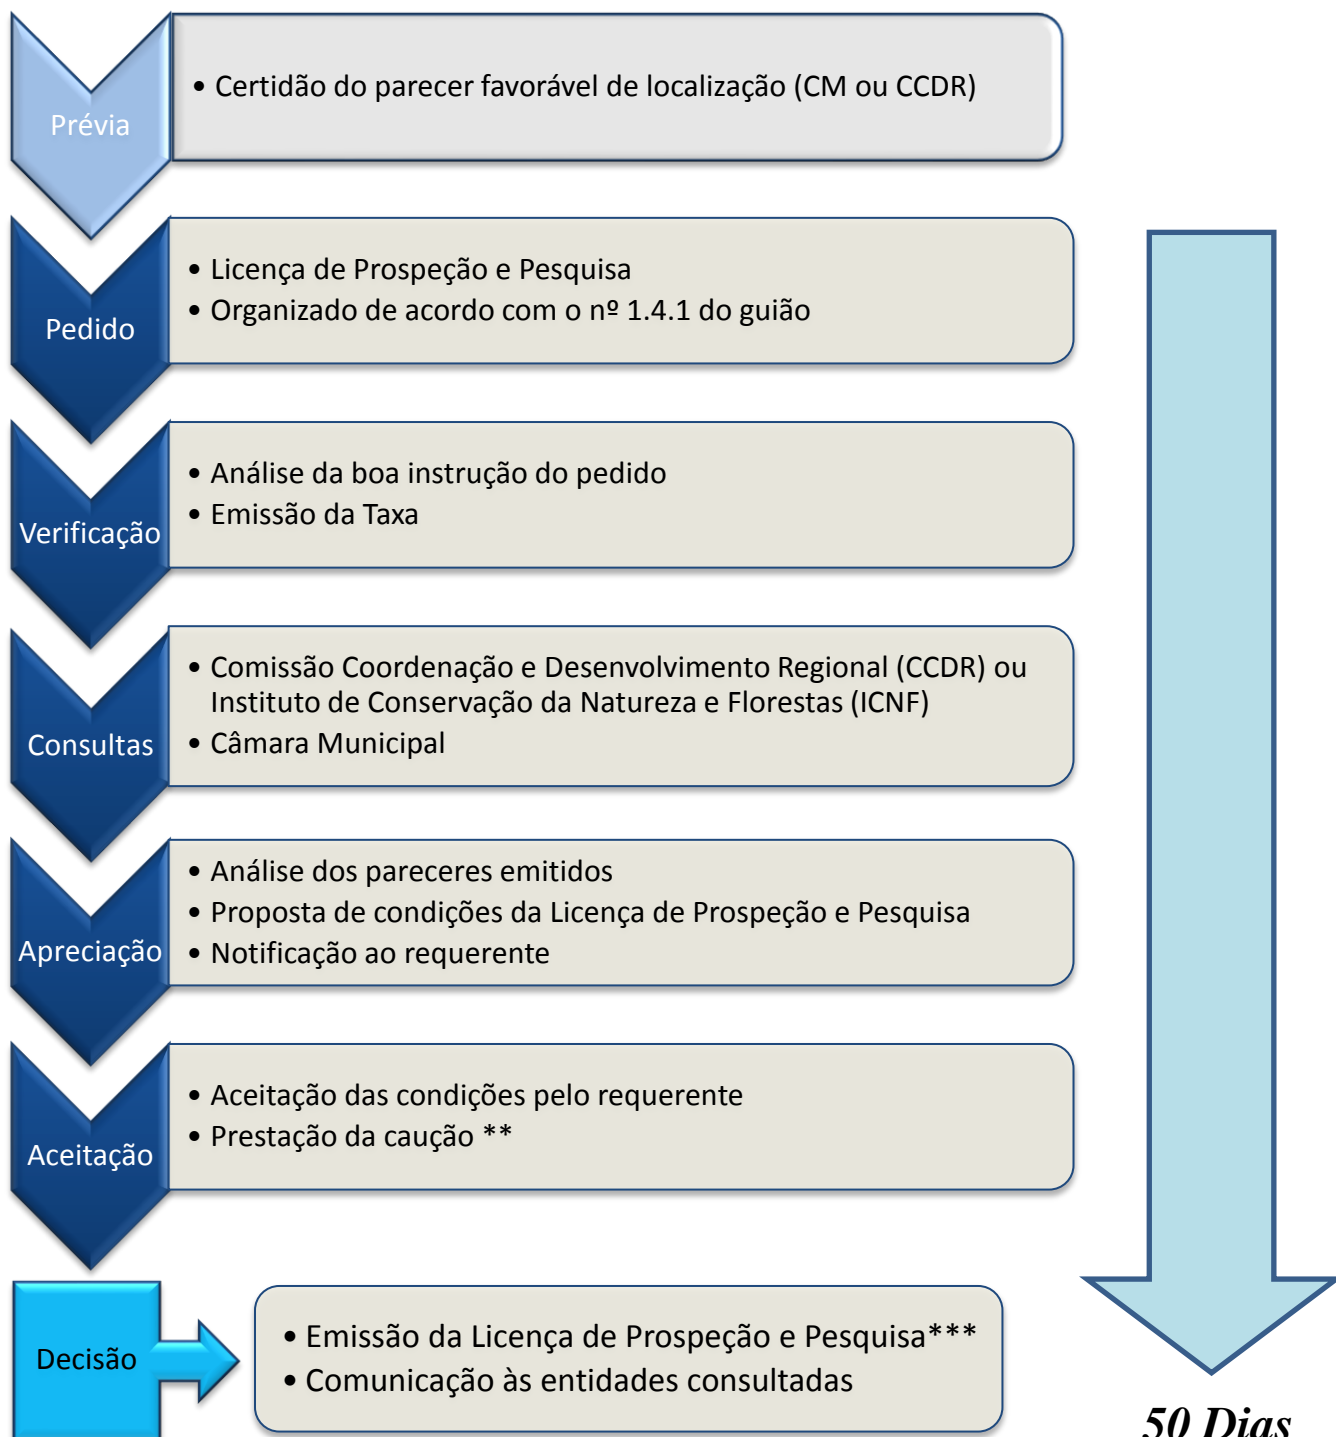 Prévia
• Certidão do parecer favorável de localização (CM ou CCDR)
Pedido
• Licença de Prospeção e Pesquisa
• Organizado de acordo com o nº 1.4.1 do guião
Verificação
• Análise da boa instrução do pedido
• Emissão da Taxa
Consultas
• Comissão Coordenação e Desenvolvimento Regional (CCDR) ou
Instituto de Conservação da Natureza e Florestas (ICNF)
• Câmara Municipal
Apreciação
• Análise dos pareceres emitidos
• Proposta de condições da Licença de Prospeção e Pesquisa
• Notificação ao requerente
Aceitação
• Aceitação das condições pelo requerente
• Prestação da caução **
Decisão
• Emissão da Licença de Prospeção e Pesquisa***
• Comunicação às entidades consultadas
50 Dias